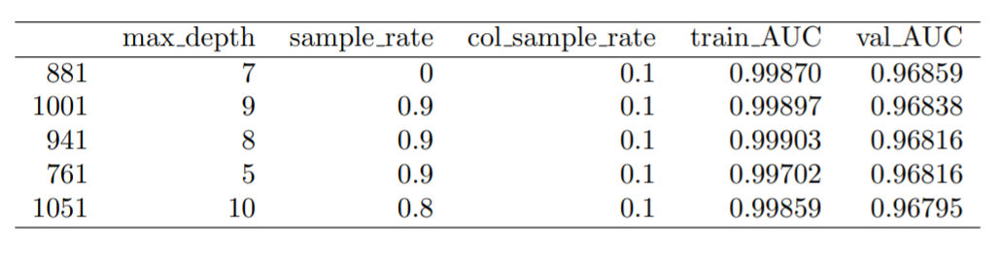 max_depth sample_rate col_sample_rate train_AUC val_AUC
881 7 0 0.1 0.99870 0.96859
1001 9 0.9 0.1 0.99897 0.96838
941 8 0.9 0.1 0.99903 0.96816
761 5 0.9 0.1 0.99702 0.96816
1051 10 0.8 0.1 0.99859 0.96795